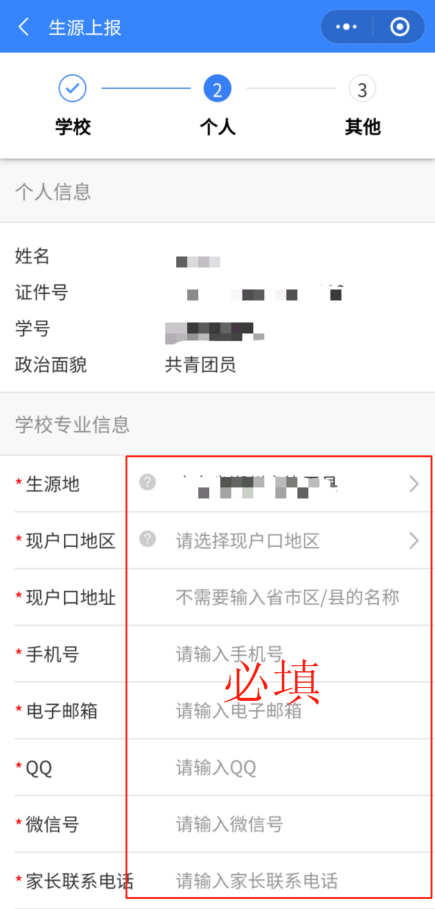 生源上报
2
3
学校
个人
其他
个人信息
姓名
证件号
学号
政治面貌 共青团员
学校专业信息
*生源地 ?
*现户口地区 ? 请选择现户口地区
*现户口地址 不需要输入省市区/县的名称
*手机号 请输入手机号
必填
*电子邮箱 请输入电子邮箱
*QQ 请输入QQ
*微信号 请输入微信号
*家长联系电话 请输入家长联系电话